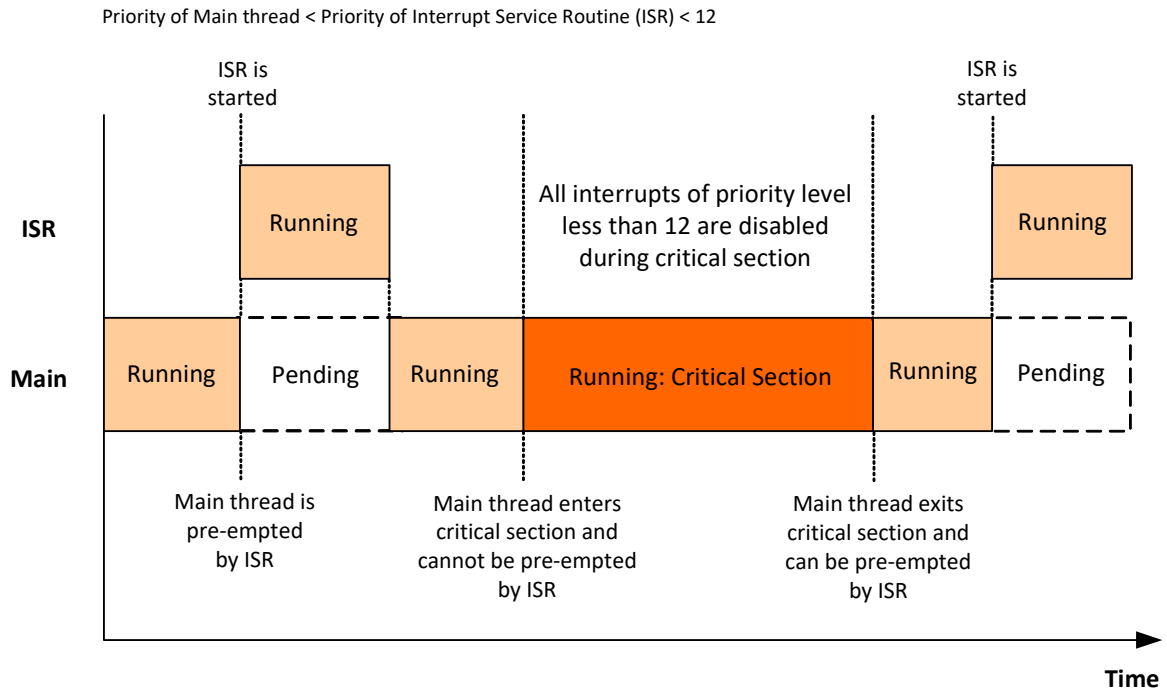 Priority of Main thread < Priority of Interrupt Service Routine (ISR) < 12
ISR is
started
ISR is
started
ISR
Running
All interrupts of priority level
less than 12 are disabled
during critical section
Running
Main
Running
Pending
Running
Running: Critical Section
Running
Pending
Main thread is
pre-empted
by ISR
Main thread enters
critical section and
cannot be pre-empted
by ISR
Main thread exits
critical section and
can be pre-empted
by ISR
Time